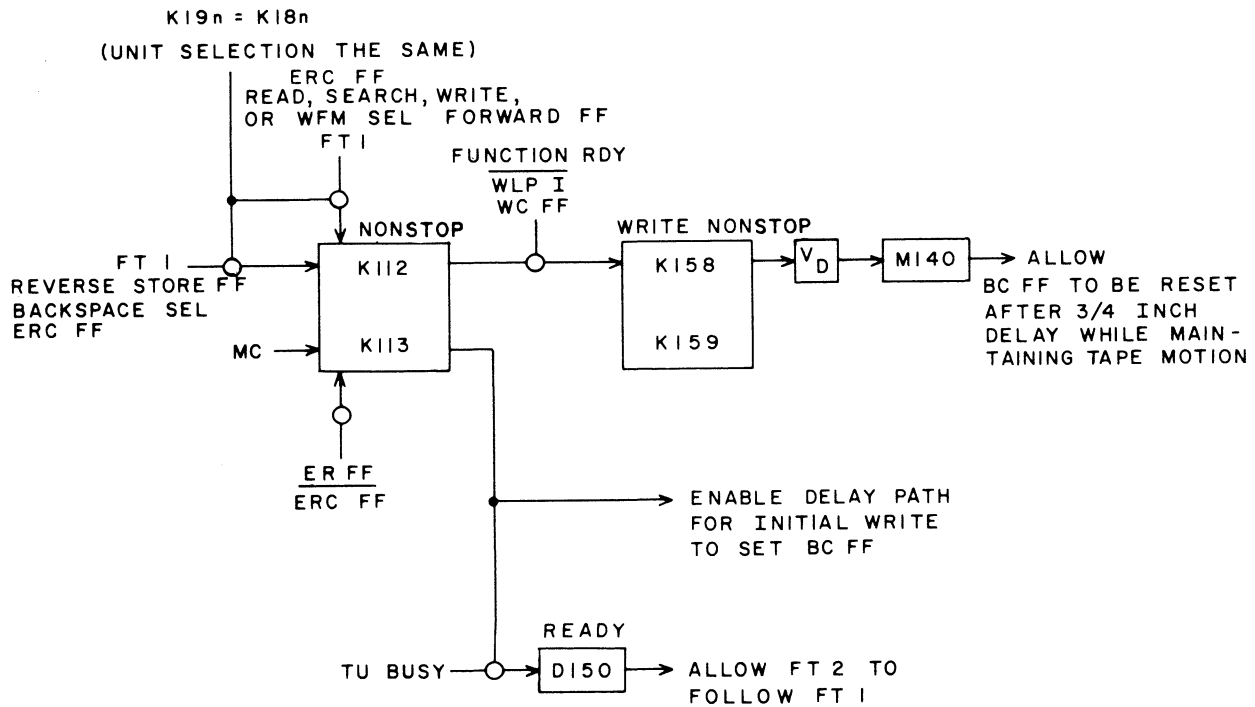 K19n = K18n
(UNIT SELECTION THE SAME)
ERC FF
READ, SEARCH, WRITE,
OR WFM SEL FORWARD FF
FT1
FUNCTION RDY
WLP I
WC FF
NONSTOP
WRITE NONSTOP
FT 1
REVERSE STORE FF
BACKSPACE SEL
ERC FF
K112
K113
MC
K158
K159
VD
M140
ALLOW
BC FF TO BE RESET
AFTER 3/4 INCH
DELAY WHILE MAIN-
TAINING TAPE MOTION
ER FF
ERC FF
ENABLE DELAY PATH
FOR INITIAL WRITE
TO SET BC FF
READY
TU BUSY
D150
ALLOW FT 2 TO
FOLLOW FT 1